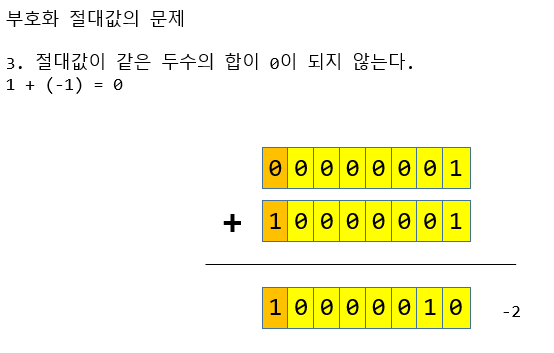 부호화 절대값의 문제
3. 절대값이 같은 두수의 합이 0이 되지 않는다.
1 + (-1) = 0
0 0 0 0 0 0 0 1
+ 1 0 0 0 0 0 0 1
1 0 0 0 0 0 1 0 -2